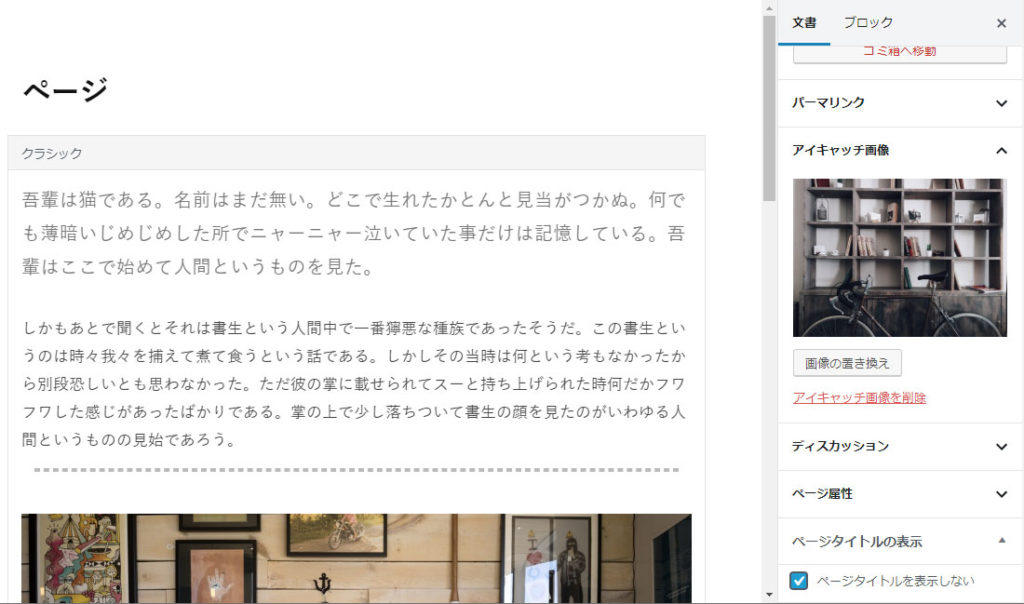 ページ
クラシック
吾輩は猫である。名前はまだ無い。どこで生れたかとんと見当がつかぬ。何で
も薄暗いじめじめした所でニャーニャー泣いていた事だけは記憶している。吾
輩はここで始めて人間というものを見た。
しかもあとで聞くとそれは書生という人間中で一番獰悪な種族であったそうだ。この書生とい
うのは時々我々を捕えて煮て食うという話である。しかしその当時は何という考もなかったか
ら別段恐しいとも思わなかった。ただ彼の掌に載せられてスーと持ち上げられた時何だかフワ
フワした感じがあったばかりである。掌の上で少し落ちついて書生の顔を見たのがいわゆる人
間というものの見始であろう。
文書 ブロック
ゴミ箱へ移動
パーマリンク
アイキャッチ画像
画像の置き換え
アイキャッチ画像を削除
ディスカッション
ページ属性
ページタイトルの表示
ページタイトルを表示しない